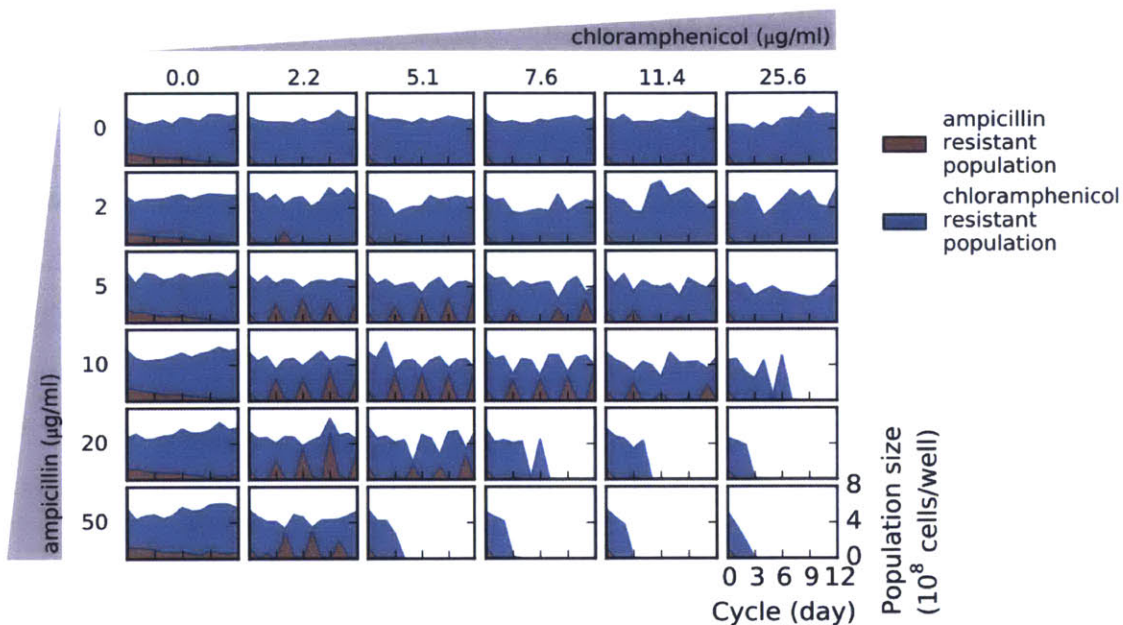 chloramphenicol (μg/ml)
0.0 2.2 5.1 7.6 11.4 25.6
0
2
5
10
20
50
ampicillin (μg/ml)
ampicillin
resistant
population
chloramphenicol
resistant
population
8
4
0
0 3 6 9 12
Cycle (day)
Population size
(10⁸ cells/well)